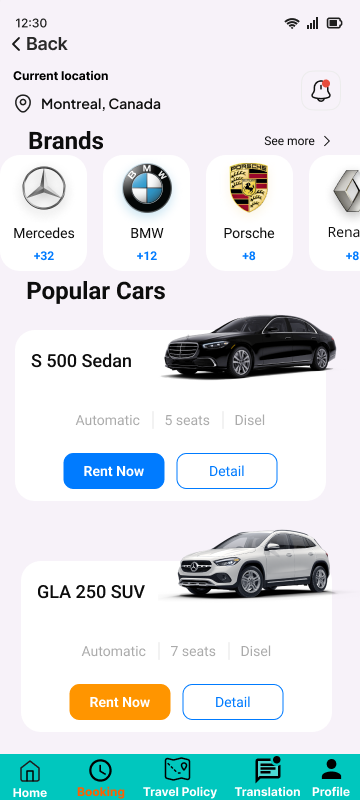 12:30
Back
Current location
Montreal, Canada
Brands
See more
PORSCHE
BMW
Mercedes
BMW
Porsche
Rena
+32
+12
+8
+8
Popular Cars
S 500 Sedan
Automatic
5 seats
Disel
Rent Now
Detail
GLA 250 SUV
Automatic
7 seats
Disel
Rent Now
Detail
Home
Booking
Travel Policy
Translation
Profile